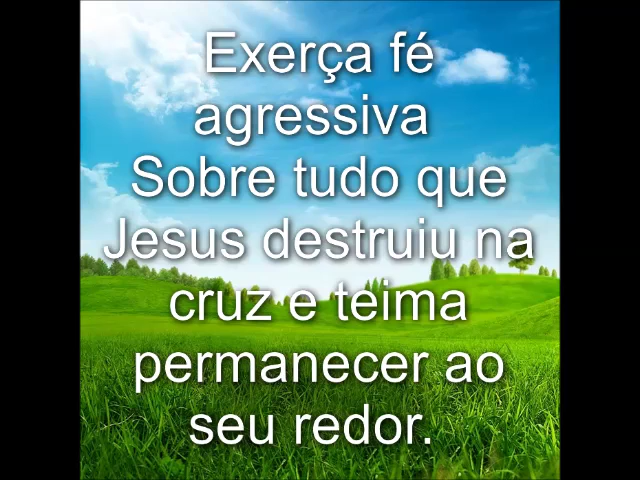 Exerça fé
agressiva
Sobre tudo que
Jesus destruiu na
cruz e teima
permanecer ao
seu redor.